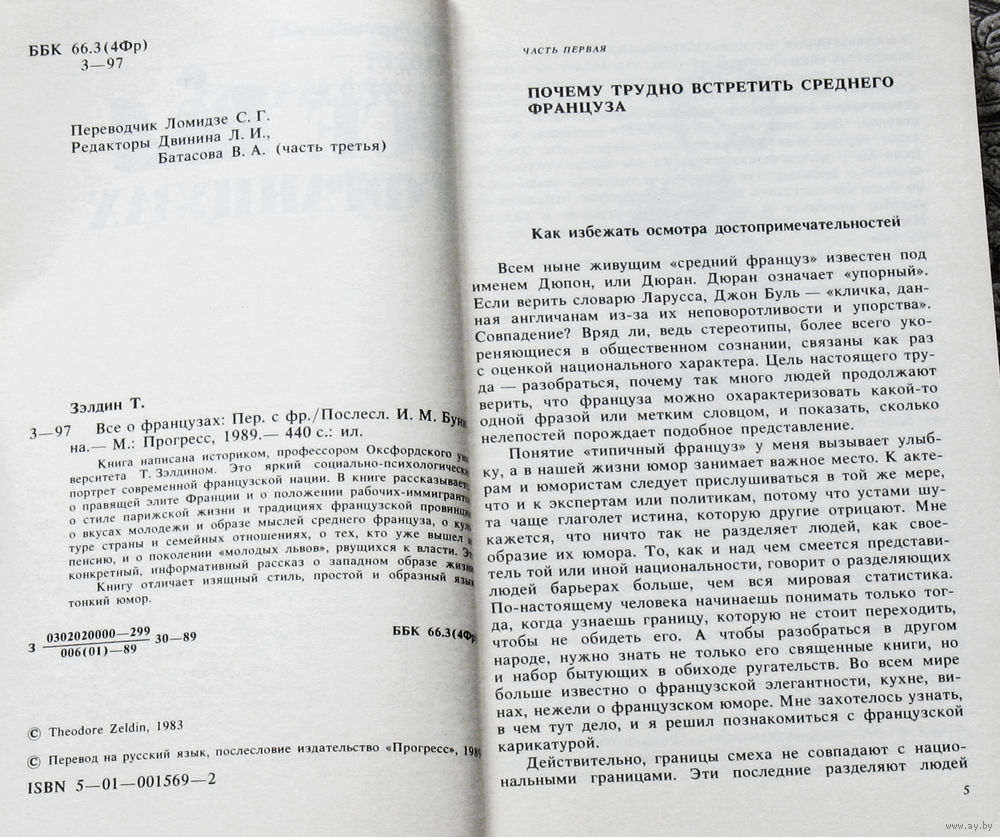 ББК 66.3(4Фр)
З—97
Переводчик Ломидзе С. Г.
Редакторы Двинина Л. И.,
Батасова В. А. (часть третья)
Зэлдин Т.
З—97 Все о французах: Пер. с фр./Послесл. И. М. Буни
на.— М.: Прогресс, 1989.— 440 с.: ил.
Книга написана историком, профессором Оксфордского уни
верситета Т. Зэлдином. Это яркий социально-психологический
портрет современной французской нации. В книге рассказывается
о правящей элите Франции и о положении рабочих-иммигрантов
о стиле парижской жизни и традициях французской провинции
о вкусах молодежи и образе мыслей среднего француза, о куль
туре страны и семейных отношениях, о тех, кто уже вышел на
пенсию, и о поколении «молодых львов», рвущихся к власти. Это
конкретный, информативный рассказ о западном образе жизни
Книгу отличает изящный стиль, простой и образный язык
тонкий юмор.
З 0302020000—299
006(01)—89 30—89
ББК 66.3(4Фр)
© Theodore Zeldin, 1983
© Перевод на русский язык, послесловие издательство «Прогресс», 1989
ISBN 5—01—001569—2
ЧАСТЬ ПЕРВАЯ
ПОЧЕМУ ТРУДНО ВСТРЕТИТЬ СРЕДНЕГО
ФРАНЦУЗА
Как избежать осмотра достопримечательностей
Всем ныне живущим «средний француз» известен под
именем Дюпон, или Дюран. Дюран означает «упорный».
Если верить словарю Ларусса, Джон Буль — «кличка, дан-
ная англичанам из-за их неповоротливости и упорства».
Совпадение? Вряд ли, ведь стереотипы, более всего уко-
реняющиеся в общественном сознании, связаны как раз
с оценкой национального характера. Цель настоящего тру-
да — разобраться, почему так много людей продолжают
верить, что француза можно охарактеризовать какой-то
одной фразой или метким словцом, и показать, сколько
нелепостей порождает подобное представление.
Понятие «типичный француз» у меня вызывает улыб-
ку, а в нашей жизни юмор занимает важное место. К акте-
рам и юмористам следует прислушиваться в той же мере,
что и к экспертам или политикам, потому что устами шу-
та чаще глаголет истина, которую другие отрицают. Мне
кажется, что ничто так не разделяет людей, как свое-
образие их юмора. То, как и над чем смеется представи-
тель той или иной национальности, говорит о разделяющих
людей барьерах больше, чем вся мировая статистика.
По-настоящему человека начинаешь понимать только тог-
да, когда узнаешь границу, которую не стоит переходить,
чтобы не обидеть его. А чтобы разобраться в другом
народе, нужно знать не только его священные книги, но
и набор бытующих в обиходе ругательств. Во всем мире
больше известно о французской элегантности, кухне, ви-
нах, нежели о французском юморе. Мне захотелось узнать,
в чем тут дело, и я решил познакомиться с французской
карикатурой.
Действительно, границы смеха не совпадают с нацио-
нальными границами. Эти последние разделяют людей
5
www.ay.by